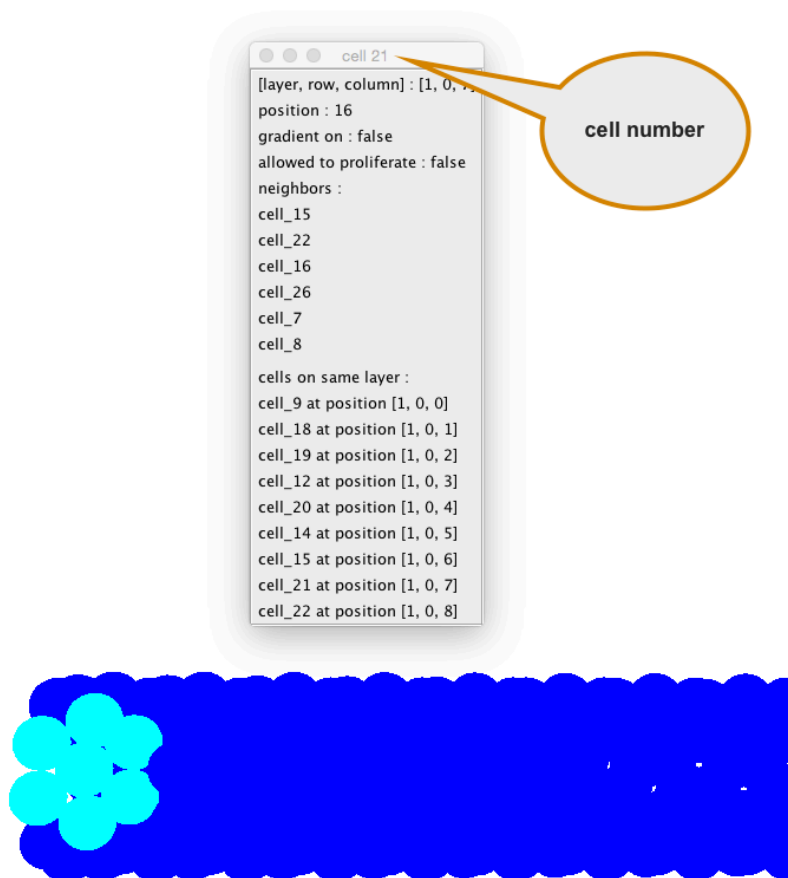 cell 21
[layer, row, column] : [1, 0, 7]
position : 16
gradient on : false
allowed to proliferate : false
neighbors :
cell_15
cell_22
cell_16
cell_26
cell_7
cell_8
cells on same layer :
cell_9 at position [1, 0, 0]
cell_18 at position [1, 0, 1]
cell_19 at position [1, 0, 2]
cell_12 at position [1, 0, 3]
cell_20 at position [1, 0, 4]
cell_14 at position [1, 0, 5]
cell_15 at position [1, 0, 6]
cell_21 at position [1, 0, 7]
cell_22 at position [1, 0, 8]
cell number